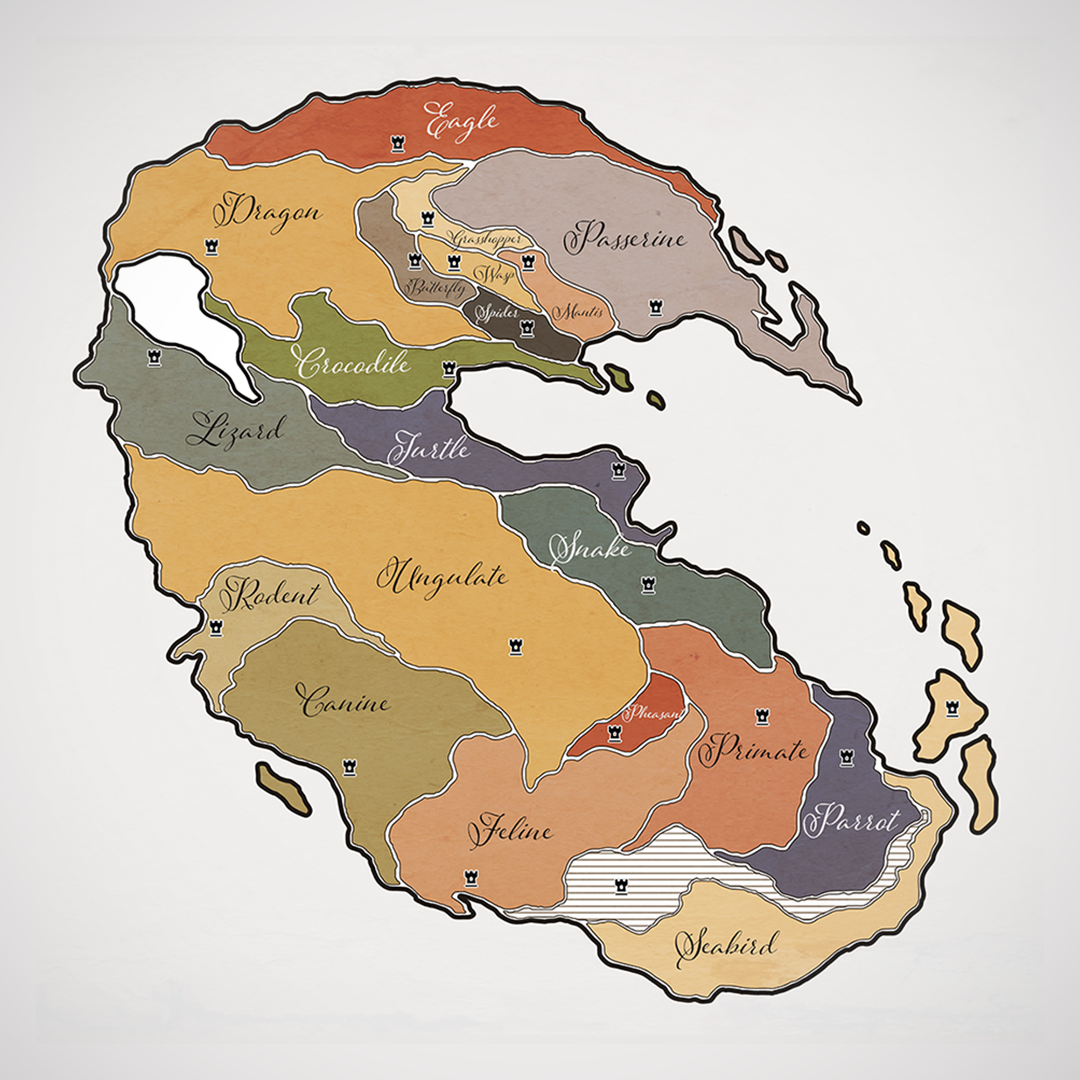 Eagle
Dragon
Passerine
Grasshopper
Wasp
Butterfly
Spider
Mantis
Crocodile
Lizard
Turtle
Snake
Ungulate
Rodent
Canine
Pheasant
Primate
Parrot
Feline
Seabird